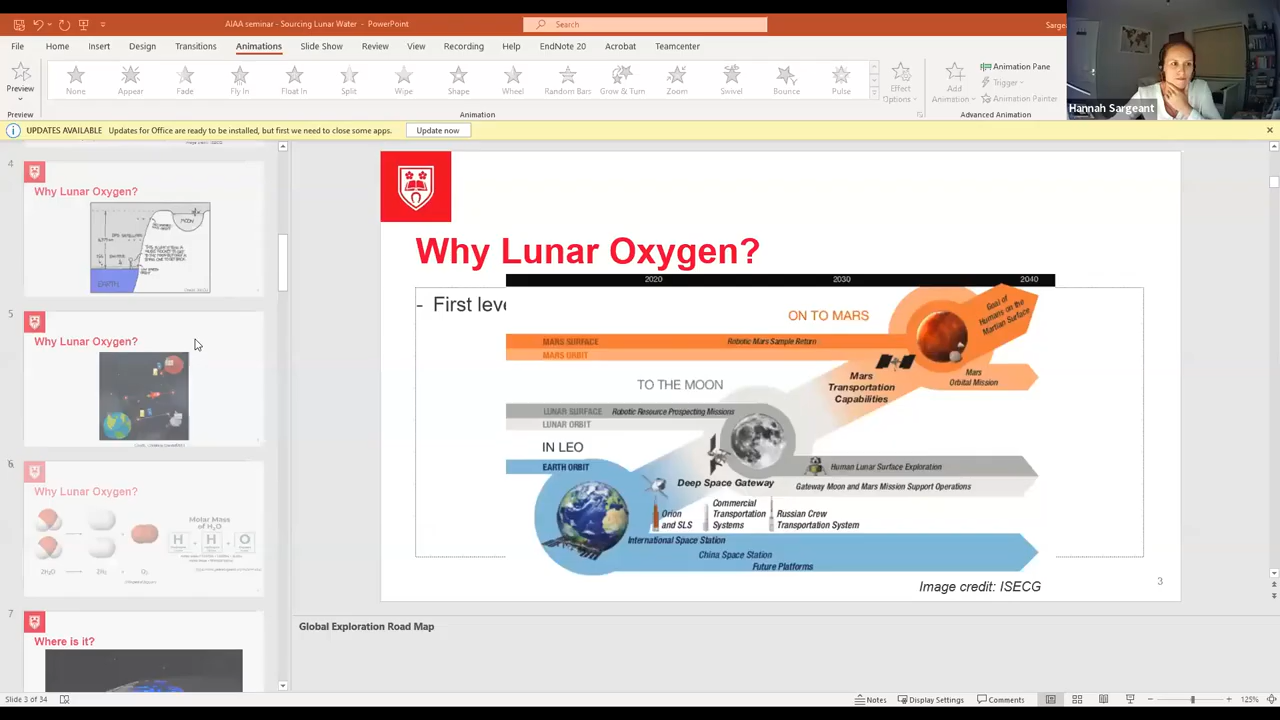 AIAA seminar - Sourcing Lunar Water - PowerPoint
Search
Sarge
File Home Insert Design Transitions Animations Slide Show Review View Recording Help EndNote 20 Acrobat Teamcenter
Preview
None Appear Fade Fly In Float In Split Wipe Shape Wheel Random Bars Grow & Turn Zoom Swivel Bounce Pulse
Effect Options
Add Animation
Animation Pane
Trigger
Animation Painter
Hannah Sargeant
Preview
Animation
Advanced Animation
UPDATES AVAILABLE Updates for Office are ready to be installed, but first we need to close some apps. Update now
4
Why Lunar Oxygen?
MOON
EARTH
5
Why Lunar Oxygen?
6
Why Lunar Oxygen?
Molar Mass
of H₂O
H H O
2H₂O 2H₂ O₂
7
Where is it?
Why Lunar Oxygen?
- First leve
2020 2030 2040
ON TO MARS
Goal of
Humans on the
Martian Surface
MARS SURFACE Robotic Mars Sample Return
MARS ORBIT
Mars
Transportation
Capabilities
Mars
Orbital Mission
TO THE MOON
LUNAR SURFACE Robotic Resource Prospecting Missions
LUNAR ORBIT
IN LEO
EARTH ORBIT
Human Lunar Surface Exploration
Deep Space Gateway
Gateway Moon and Mars Mission Support Operations
Orion
and SLS
Commercial
Transportation
Systems
Russian Crew
Transportation System
International Space Station
China Space Station
Future Platforms
Image credit: ISECG
3
Global Exploration Road Map
Slide 3 of 34
Notes Display Settings Comments 125%